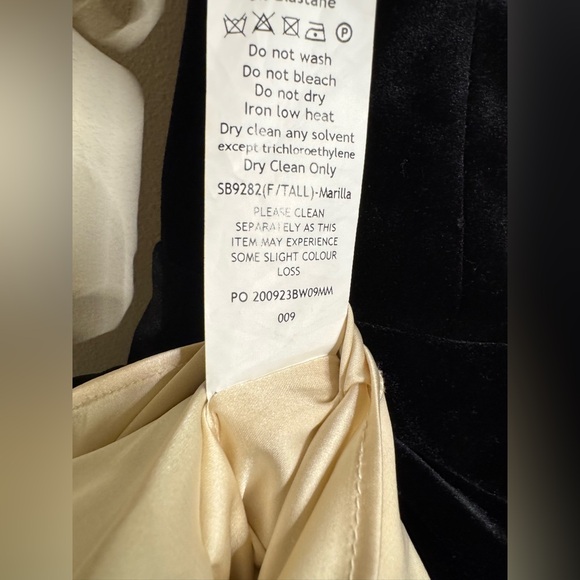 Elastane
P
Do not wash
Do not bleach
Do not dry
Iron low heat
Dry clean any solvent
except trichloroethylene
Dry Clean Only
SB9282(F/TALL)-Marilla
PLEASE CLEAN
SEPARATELY AS THIS
ITEM MAY EXPERIENCE
SOME SLIGHT COLOUR
LOSS
PO 200923BW09MM
009